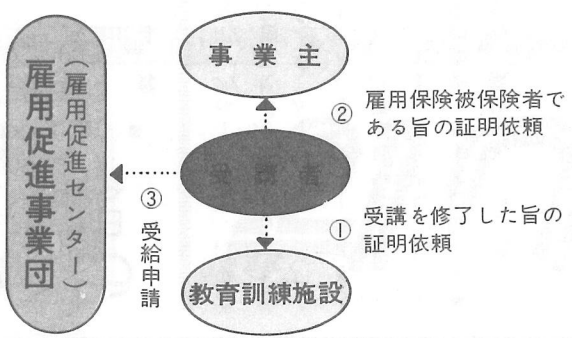 事業主
② 雇用保険被保険者で
ある旨の証明依頼
受講者
③ 受給申請
① 受講を修了した旨の
証明依頼
教育訓練施設
雇用促進事業団
（雇用促進センター）